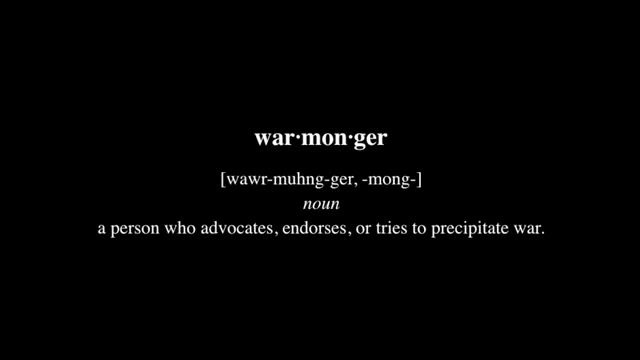 war·mon·ger
[wawr-muhng-ger, -mong-]
noun
a person who advocates, endorses, or tries to precipitate war.